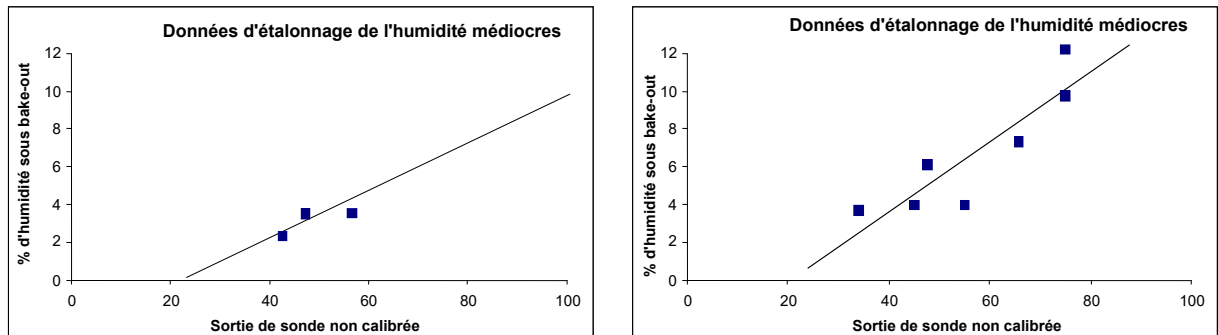 Données d'étalonnage de l'humidité médiocres
% d'humidité sous bake-out
12
10
8
6
4
2
0
0 20 40 60 80 100
Sortie de sonde non calibrée
Données d'étalonnage de l'humidité médiocres
% d'humidité sous bake-out
12
10
8
6
4
2
0
0 20 40 60 80 100
Sortie de sonde non calibrée